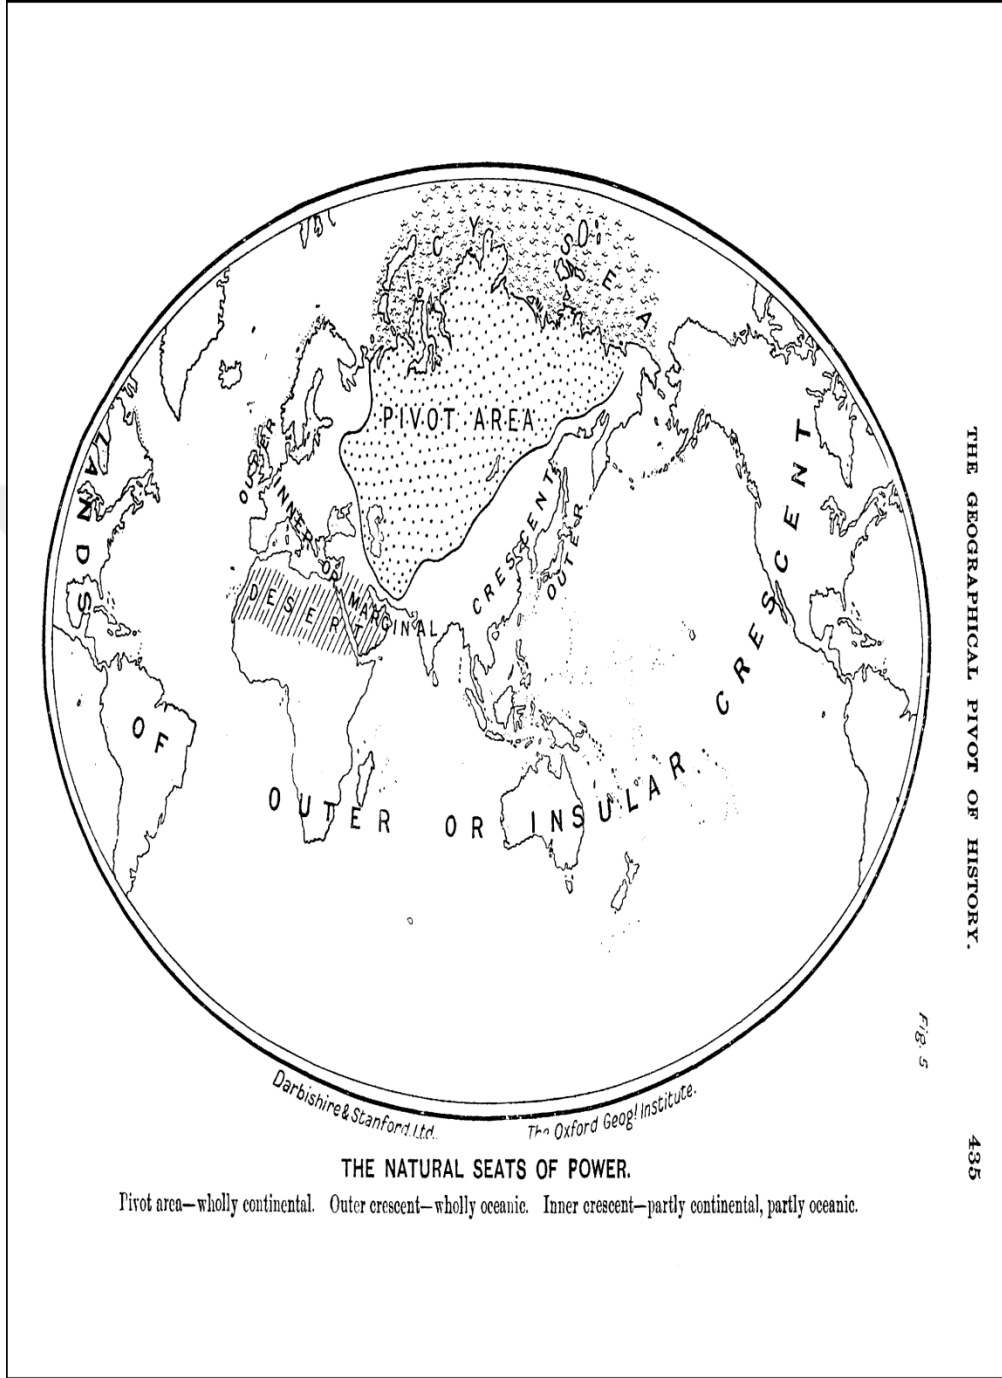 THE GEOGRAPHICAL PIVOT OF HISTORY.
435
Fig. 5
ICY SEA
PIVOT AREA
LANDS
OF
OUTER OR INSULAR CRESCENT
OUTER
INNER OR MARGINAL CRESCENT
DESERT
OUTER
Darbishire & Stanford, Ltd.
The Oxford Geog! Institute.
THE NATURAL SEATS OF POWER.
Pivot area—wholly continental. Outer crescent—wholly oceanic. Inner crescent—partly continental, partly oceanic.